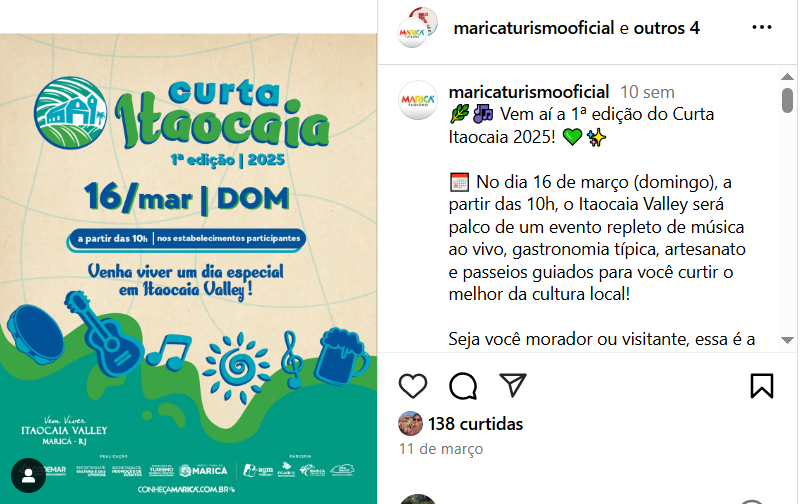 curta
Itaocaia
1ª edição | 2025
16/mar | DOM
a partir das 10h | nos estabelecimentos participantes
Venha viver um dia especial
em Itaocaia Valley!
Vem Viver
ITAOCAIA VALLEY
MARICÁ - RJ
REALIZAÇÃO
PARCERIA
MARICÁ
agm
CONHEÇAMARICÁ.COM.BR
maricaturismooficial e outros 4
maricaturismooficial 10 sem
🌿🎶 Vem aí a 1ª edição do Curta
Itaocaia 2025! 💚✨
📅 No dia 16 de março (domingo), a
partir das 10h, o Itaocaia Valley será
palco de um evento repleto de música
ao vivo, gastronomia típica, artesanato
e passeios guiados para você curtir o
melhor da cultura local!
Seja você morador ou visitante, essa é a
138 curtidas
11 de março